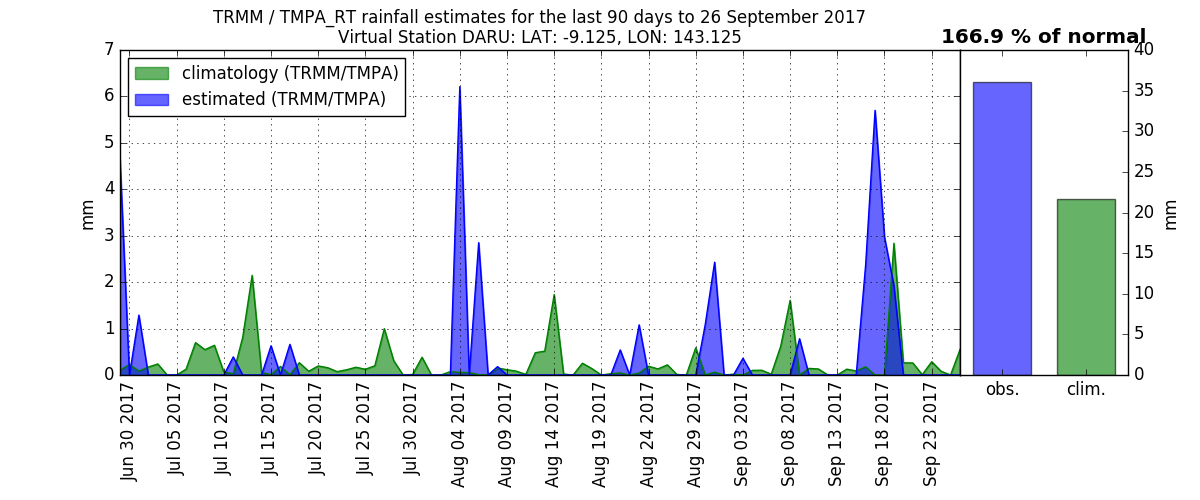 TRMM / TMPA_RT rainfall estimates for the last 90 days to 26 September 2017
Virtual Station DARU: LAT: -9.125, LON: 143.125
166.9 % of normal
climatology (TRMM/TMPA)
estimated (TRMM/TMPA)
7
6
5
4
3
2
1
0
mm
Jun 30 2017
Jul 05 2017
Jul 10 2017
Jul 15 2017
Jul 20 2017
Jul 25 2017
Jul 30 2017
Aug 04 2017
Aug 09 2017
Aug 14 2017
Aug 19 2017
Aug 24 2017
Aug 29 2017
Sep 03 2017
Sep 08 2017
Sep 13 2017
Sep 18 2017
Sep 23 2017
40
35
30
25
20
15
10
5
0
mm
obs.
clim.